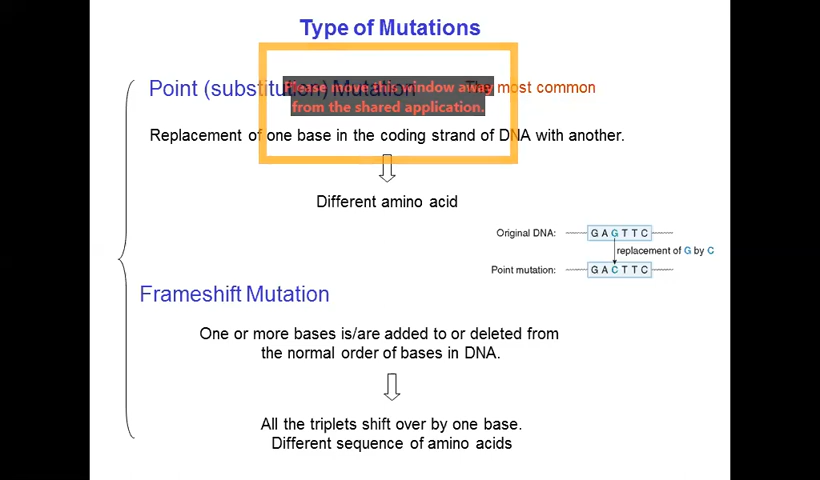 Type of Mutations
Point (substitution) Mutation The most common
Please move this window away
from the shared application.
Replacement of one base in the coding strand of DNA with another.
Different amino acid
Original DNA: G A G T T C
replacement of G by C
Point mutation: G A C T T C
Frameshift Mutation
One or more bases is/are added to or deleted from
the normal order of bases in DNA.
All the triplets shift over by one base.
Different sequence of amino acids